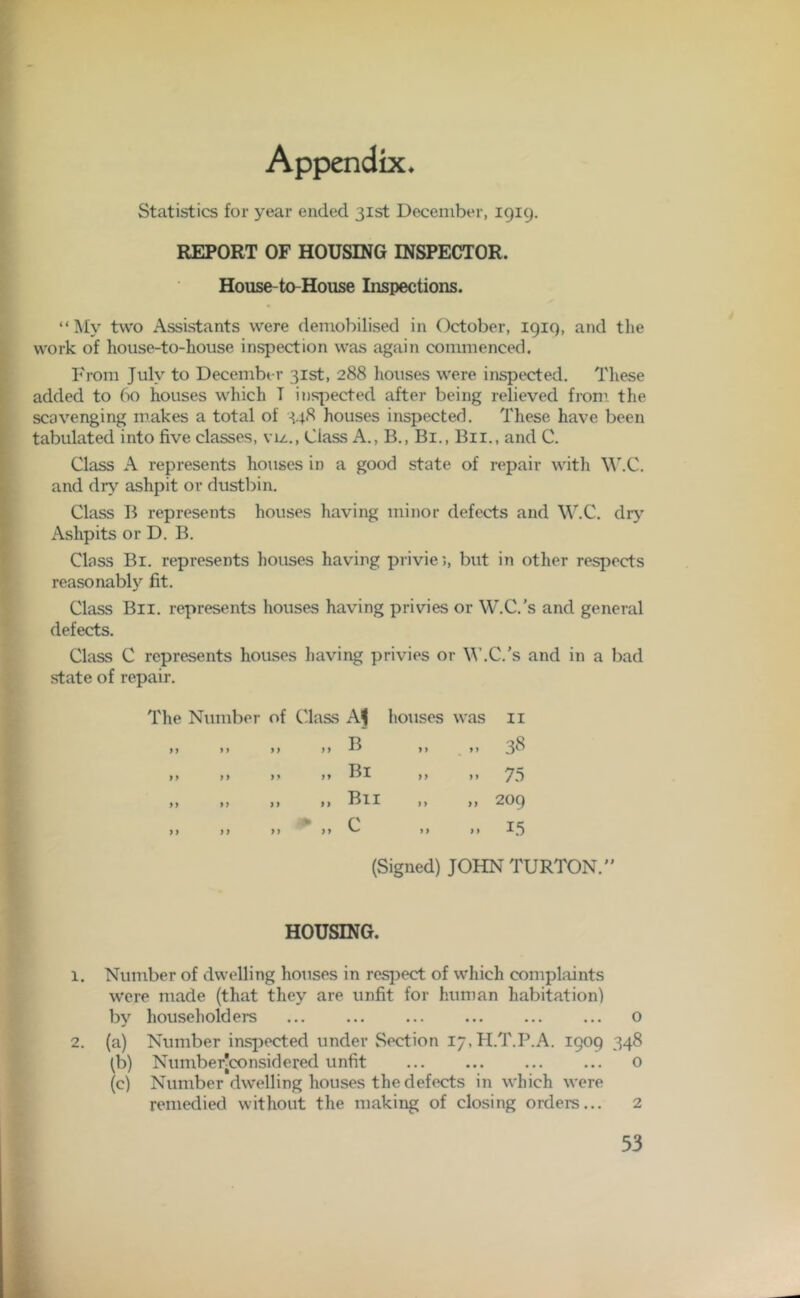 Appendix.
Statistics for year ended 31st December, 1919.
REPORT OF HOUSING INSPECTOR.
House-to-House Inspections.
“My two Assistants were demobilised in October, 1919, and the
work of house-to-house inspection was again commenced.
From July to December 31st, 288 houses were inspected. These
added to 60 houses which I inspected after being relieved from the
scavenging makes a total of 348 houses inspected. These have been
tabulated into five classes, viz., Class A., B., B1., B11., and C.
Class A represents houses in a good state of repair with W.C.
and dry ashpit or dustbin.
Class B represents houses having minor defects and W.C. dry
Ashpits or D. B.
Class B1. represents houses having privies, but in other respects
reasonably fit.
Class B11. represents houses having privies or W.C.'s and general
defects.
Class C represents houses having privies or W.C.'s and in a bad
state of repair.
The Number of Class A houses was 11
,, ,, ,, ,, B ,, ,, 38
,, ,, ,, ,, B1 ,, ,, 75
,, ,, ,, ,, B11 ,, ,, 209
,, ,, ,, ,, C ,, ,, 15
(Signed) JOHN TURTON.”
HOUSING.
1. Number of dwelling houses in respect of which complaints
were made (that they are unfit for human habitation)
by householders ... ... ... ... ... ... 0
2. (a) Number inspected under Section 17, H.T.P.A. 1909 348
(b) Number considered unfit ... ... ... ... 0
(c) Number dwelling houses the defects in which were
remedied without the making of closing orders... 2
53